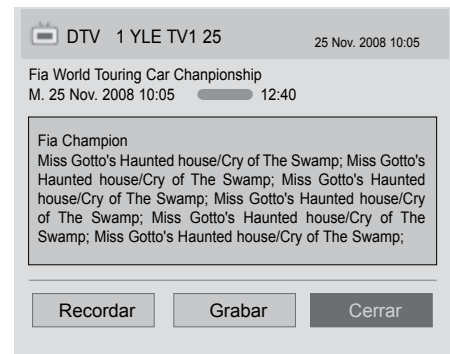 DTV 1 YLE TV1 25 25 Nov. 2008 10:05
Fia World Touring Car Chanpionship
M. 25 Nov. 2008 10:05 12:40
Fia Champion
Miss Gotto's Haunted house/Cry of The Swamp; Miss Gotto's
Haunted house/Cry of The Swamp; Miss Gotto's Haunted
house/Cry of The Swamp; Miss Gotto's Haunted house/Cry
of The Swamp; Miss Gotto's Haunted house/Cry of The
Swamp; Miss Gotto's Haunted house/Cry of The Swamp;
Recordar Grabar Cerrar